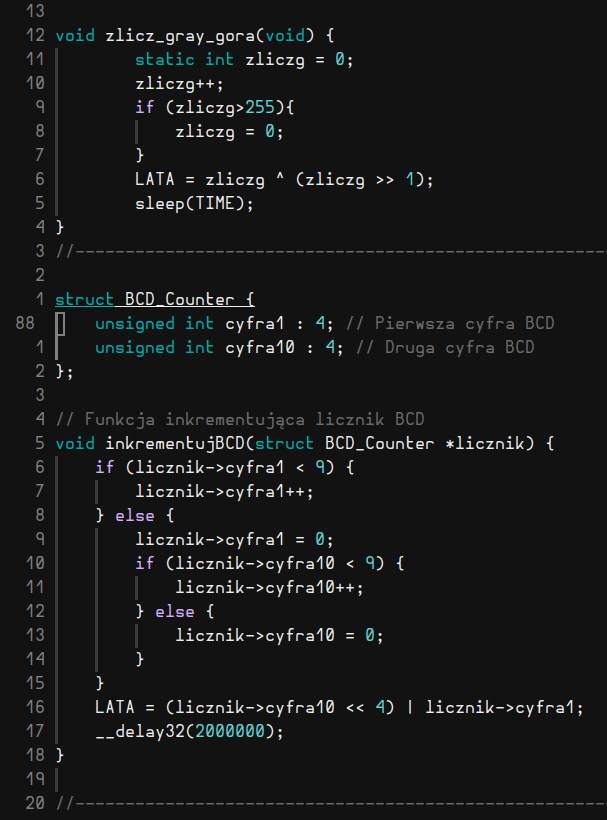 13
12 void zlicz_gray_gora(void) {
11 static int zliczg = 0;
10 zliczg++;
9 if (zliczg>255){
8 zliczg = 0;
7 }
6 LATA = zliczg ^ (zliczg >> 1);
5 sleep(TIME);
4 }
3 //-----------------------------------------------------
2
1 struct BCD_Counter {
88 unsigned int cyfra1 : 4; // Pierwsza cyfra BCD
1 unsigned int cyfra10 : 4; // Druga cyfra BCD
2 };
3
4 // Funkcja inkrementująca licznik BCD
5 void inkrementujBCD(struct BCD_Counter *licznik) {
6 if (licznik->cyfra1 < 9) {
7 licznik->cyfra1++;
8 } else {
9 licznik->cyfra1 = 0;
10 if (licznik->cyfra10 < 9) {
11 licznik->cyfra10++;
12 } else {
13 licznik->cyfra10 = 0;
14 }
15 }
16 LATA = (licznik->cyfra10 << 4) | licznik->cyfra1;
17 __delay32(2000000);
18 }
19
20 //-----------------------------------------------------